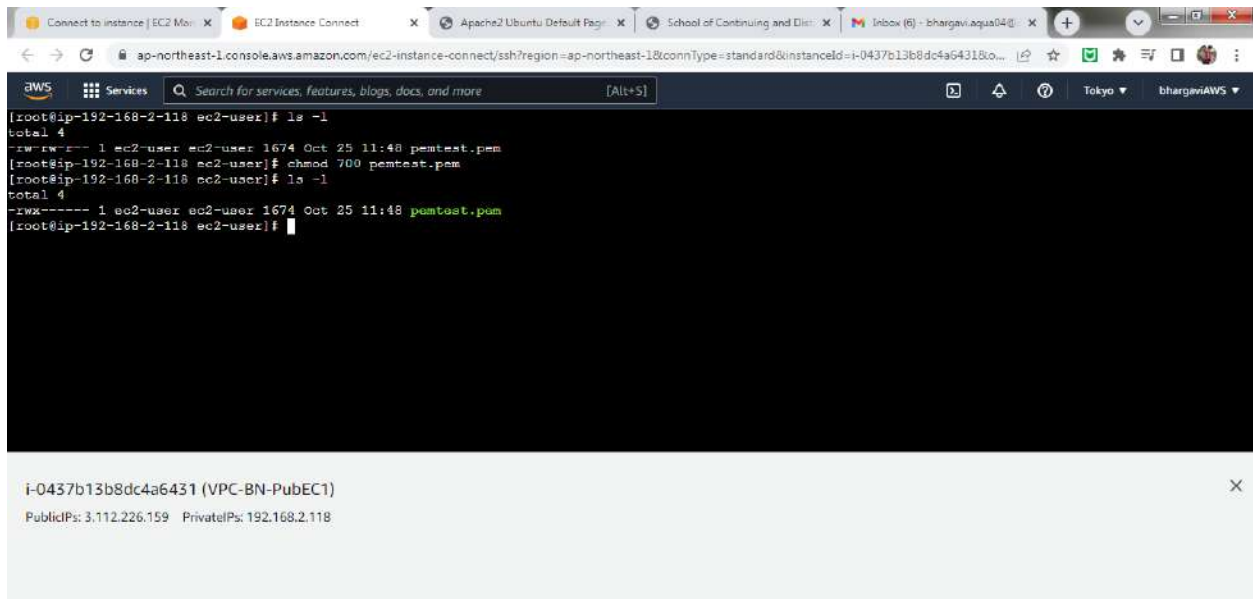 Connect to instance | EC2 Man
EC2 Instance Connect
Apache2 Ubuntu Default Page
School of Continuing and Dist
Inbox (6) - bhargavi.aqua04@
ap-northeast-1.console.aws.amazon.com/ec2-instance-connect/ssh?region=ap-northeast-1&connType=standard&instanceId=i-0437b13b8dc4a6431&o...
aws
Services
Search for services, features, blogs, docs, and more
[Alt+S]
Tokyo
bhargaviAWS
[root@ip-192-168-2-118 ec2-user]# ls -l
total 4
-rw-rw-r-- 1 ec2-user ec2-user 1674 Oct 25 11:48 pemtest.pem
[root@ip-192-168-2-118 ec2-user]# chmod 700 pemtest.pem
[root@ip-192-168-2-118 ec2-user]# ls -l
total 4
-rwx------ 1 ec2-user ec2-user 1674 Oct 25 11:48 pemtest.pem
[root@ip-192-168-2-118 ec2-user]#
i-0437b13b8dc4a6431 (VPC-BN-PubEC1)
PublicIPs: 3.112.226.159 PrivateIPs: 192.168.2.118